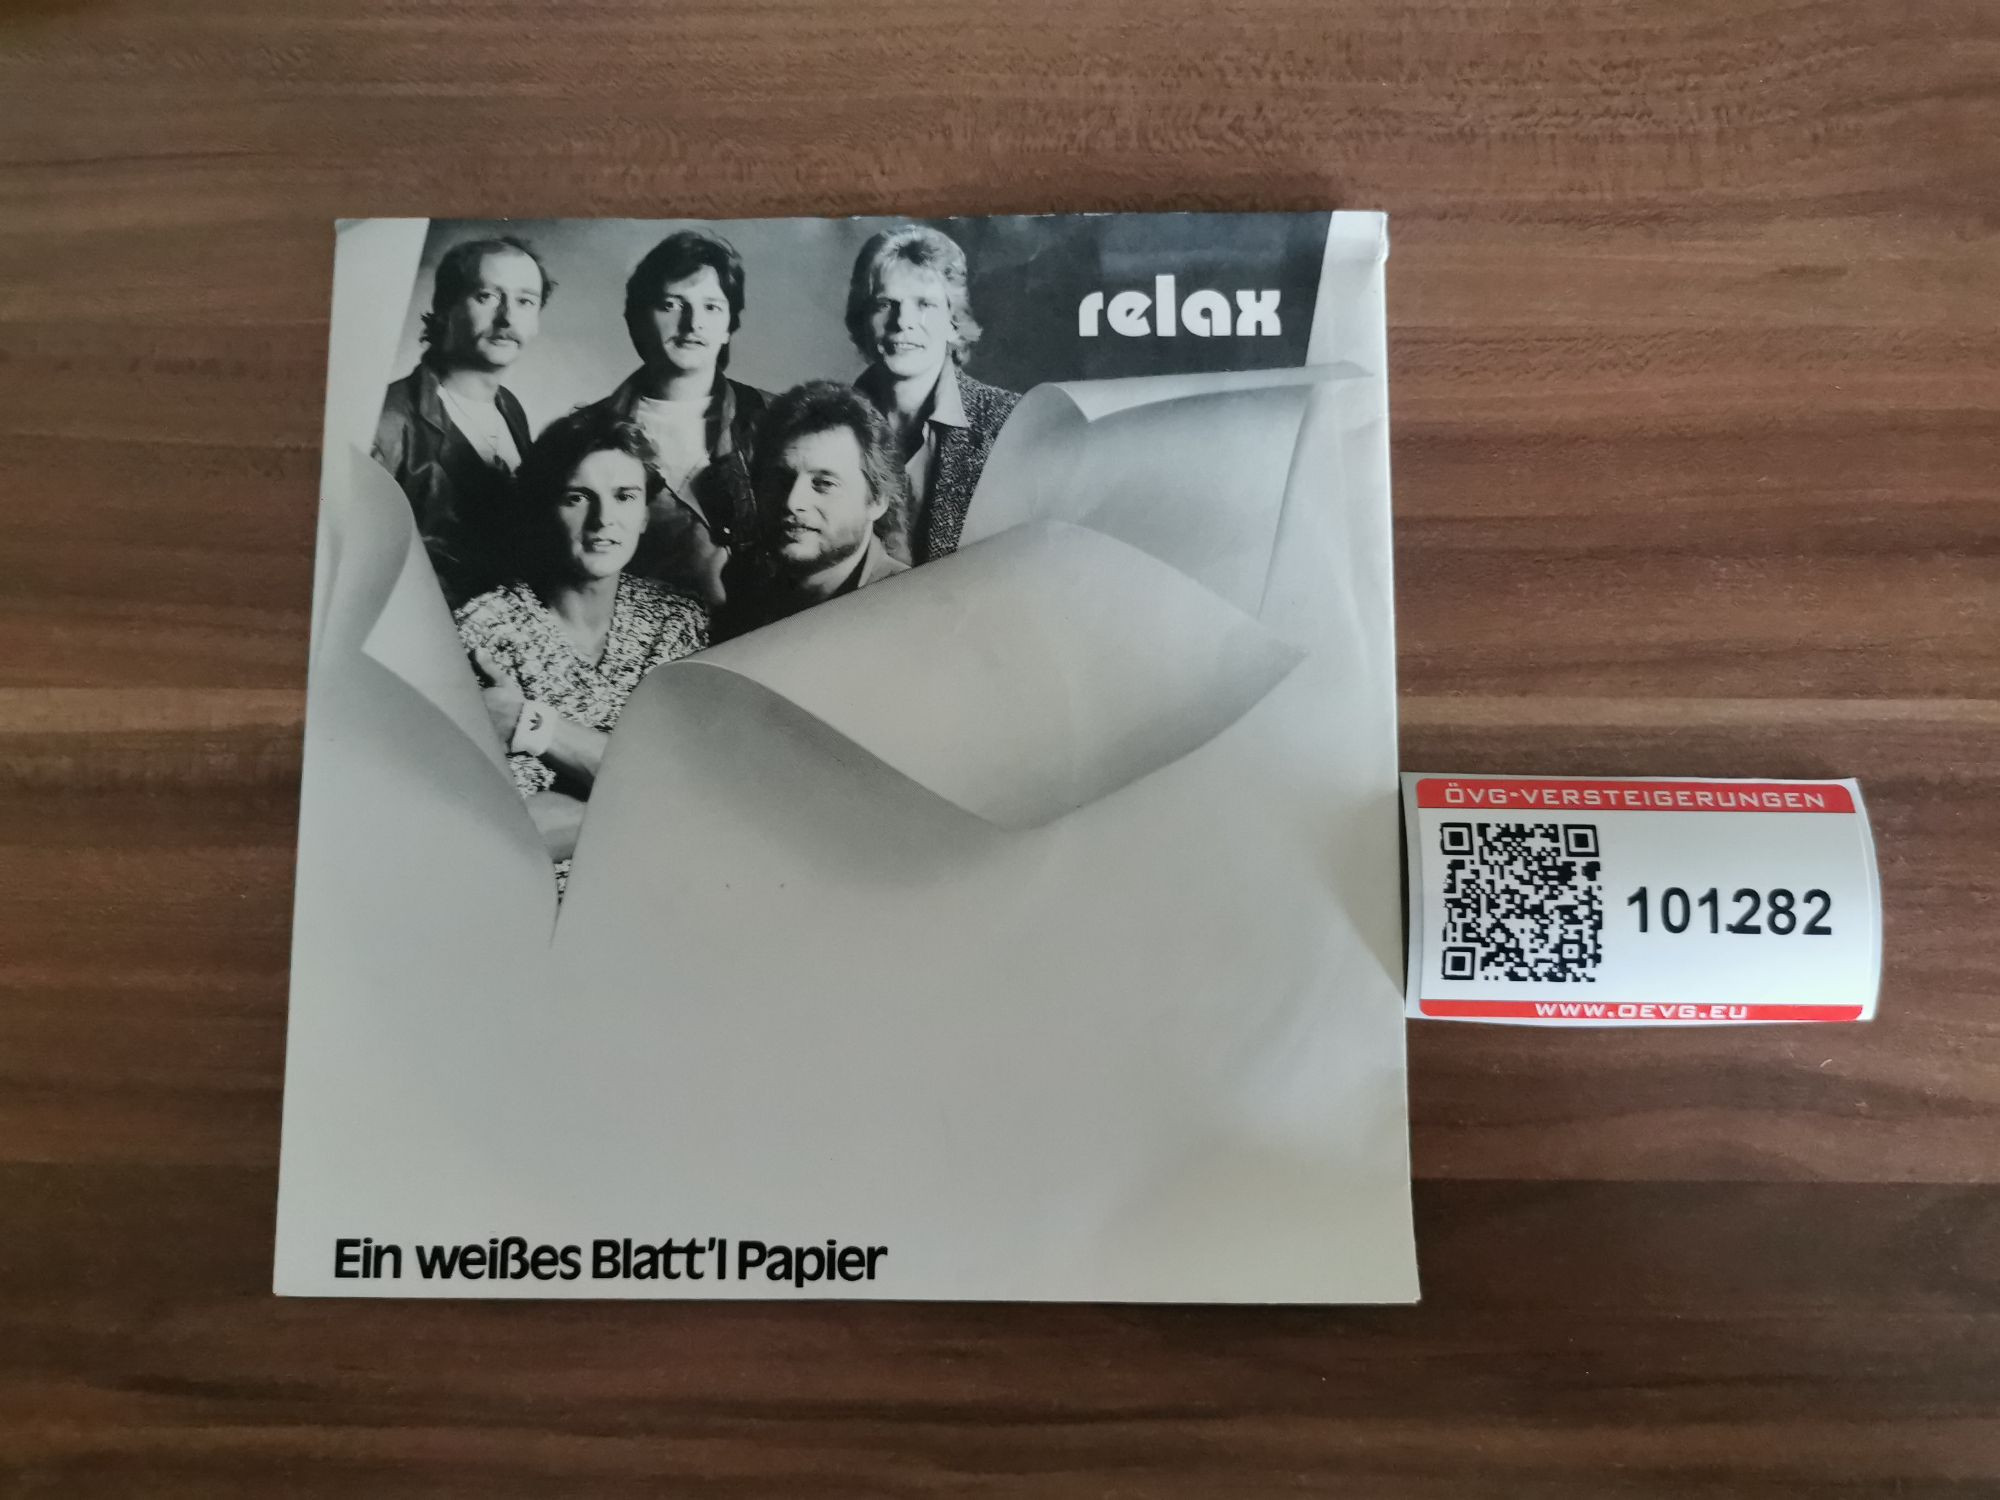 relax
ÖVG-VERSTEIGERUNGEN
101282
WWW.OEVG.EU
Ein weißes Blatt'l Papier